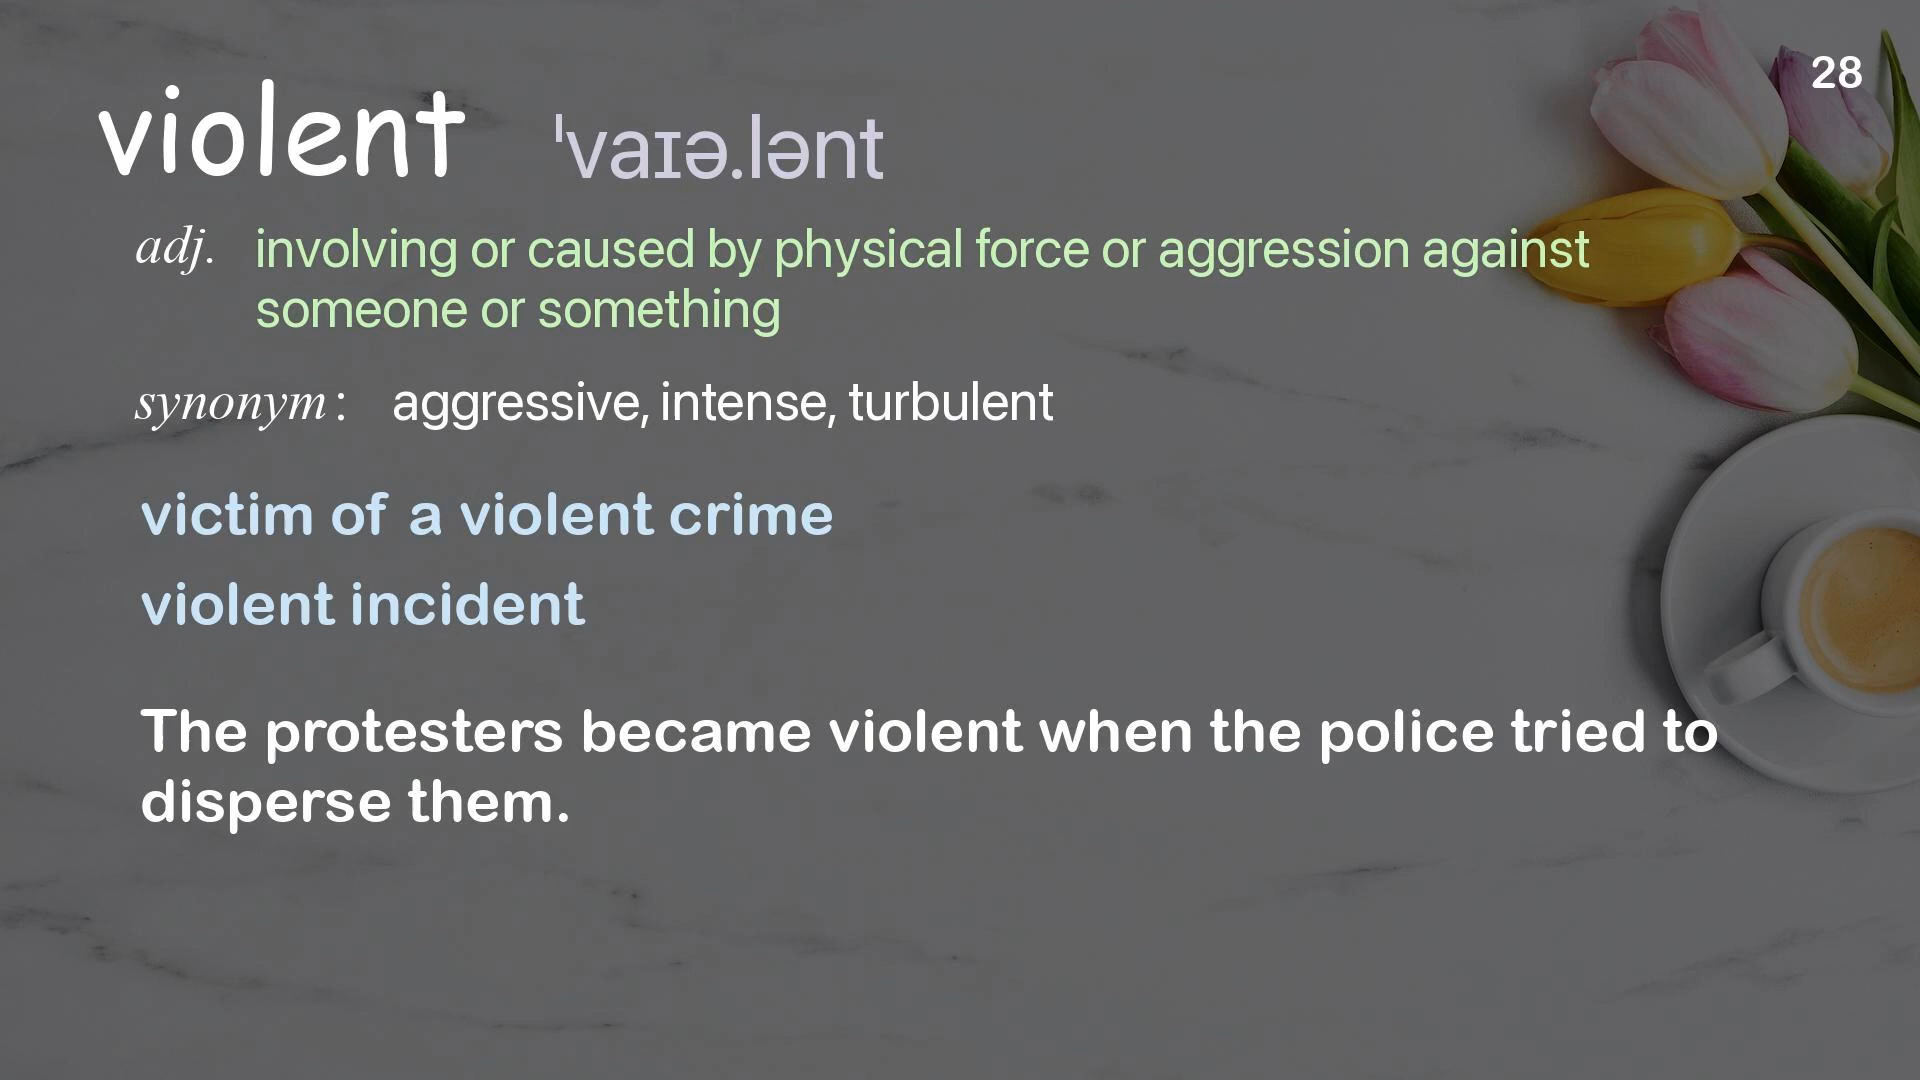 28
violent ˈvaɪə.lənt
adj. involving or caused by physical force or aggression against
someone or something
synonym : aggressive, intense, turbulent
victim of a violent crime
violent incident
The protesters became violent when the police tried to
disperse them.